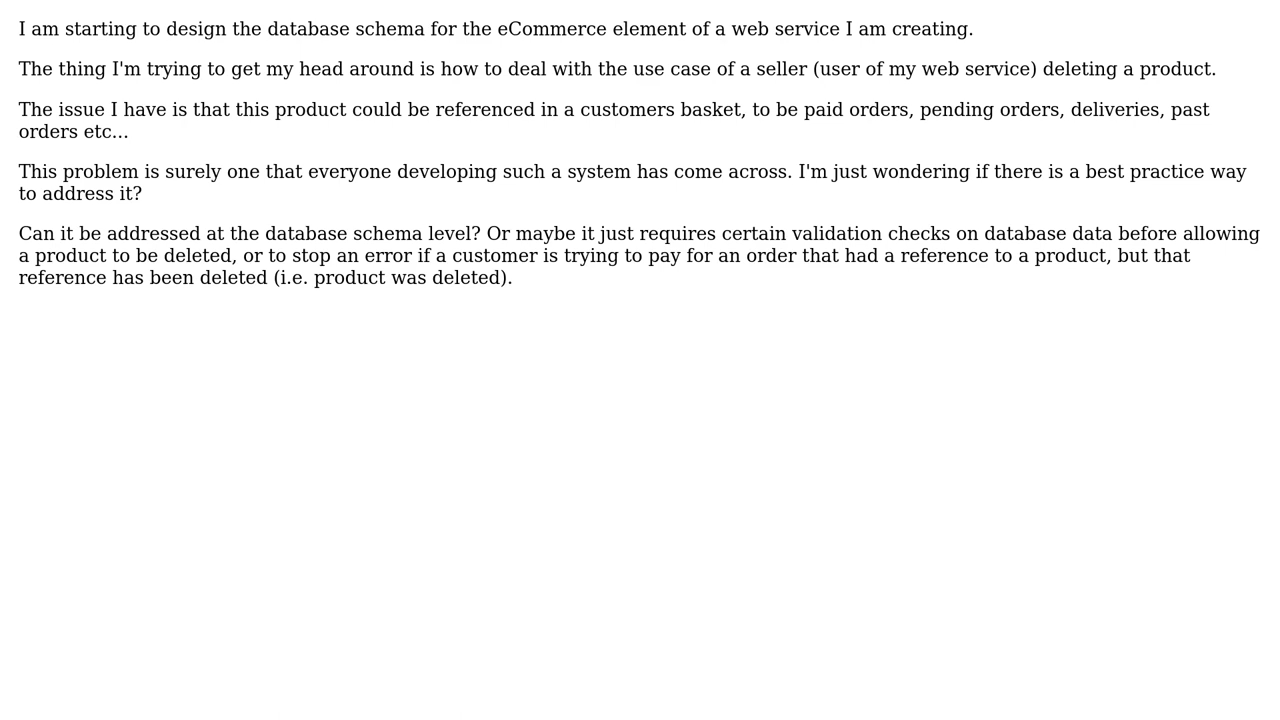 I am starting to design the database schema for the eCommerce element of a web service I am creating.
The thing I'm trying to get my head around is how to deal with the use case of a seller (user of my web service) deleting a product.
The issue I have is that this product could be referenced in a customers basket, to be paid orders, pending orders, deliveries, past
orders etc...
This problem is surely one that everyone developing such a system has come across. I'm just wondering if there is a best practice way
to address it?
Can it be addressed at the database schema level? Or maybe it just requires certain validation checks on database data before allowing
a product to be deleted, or to stop an error if a customer is trying to pay for an order that had a reference to a product, but that
reference has been deleted (i.e. product was deleted).